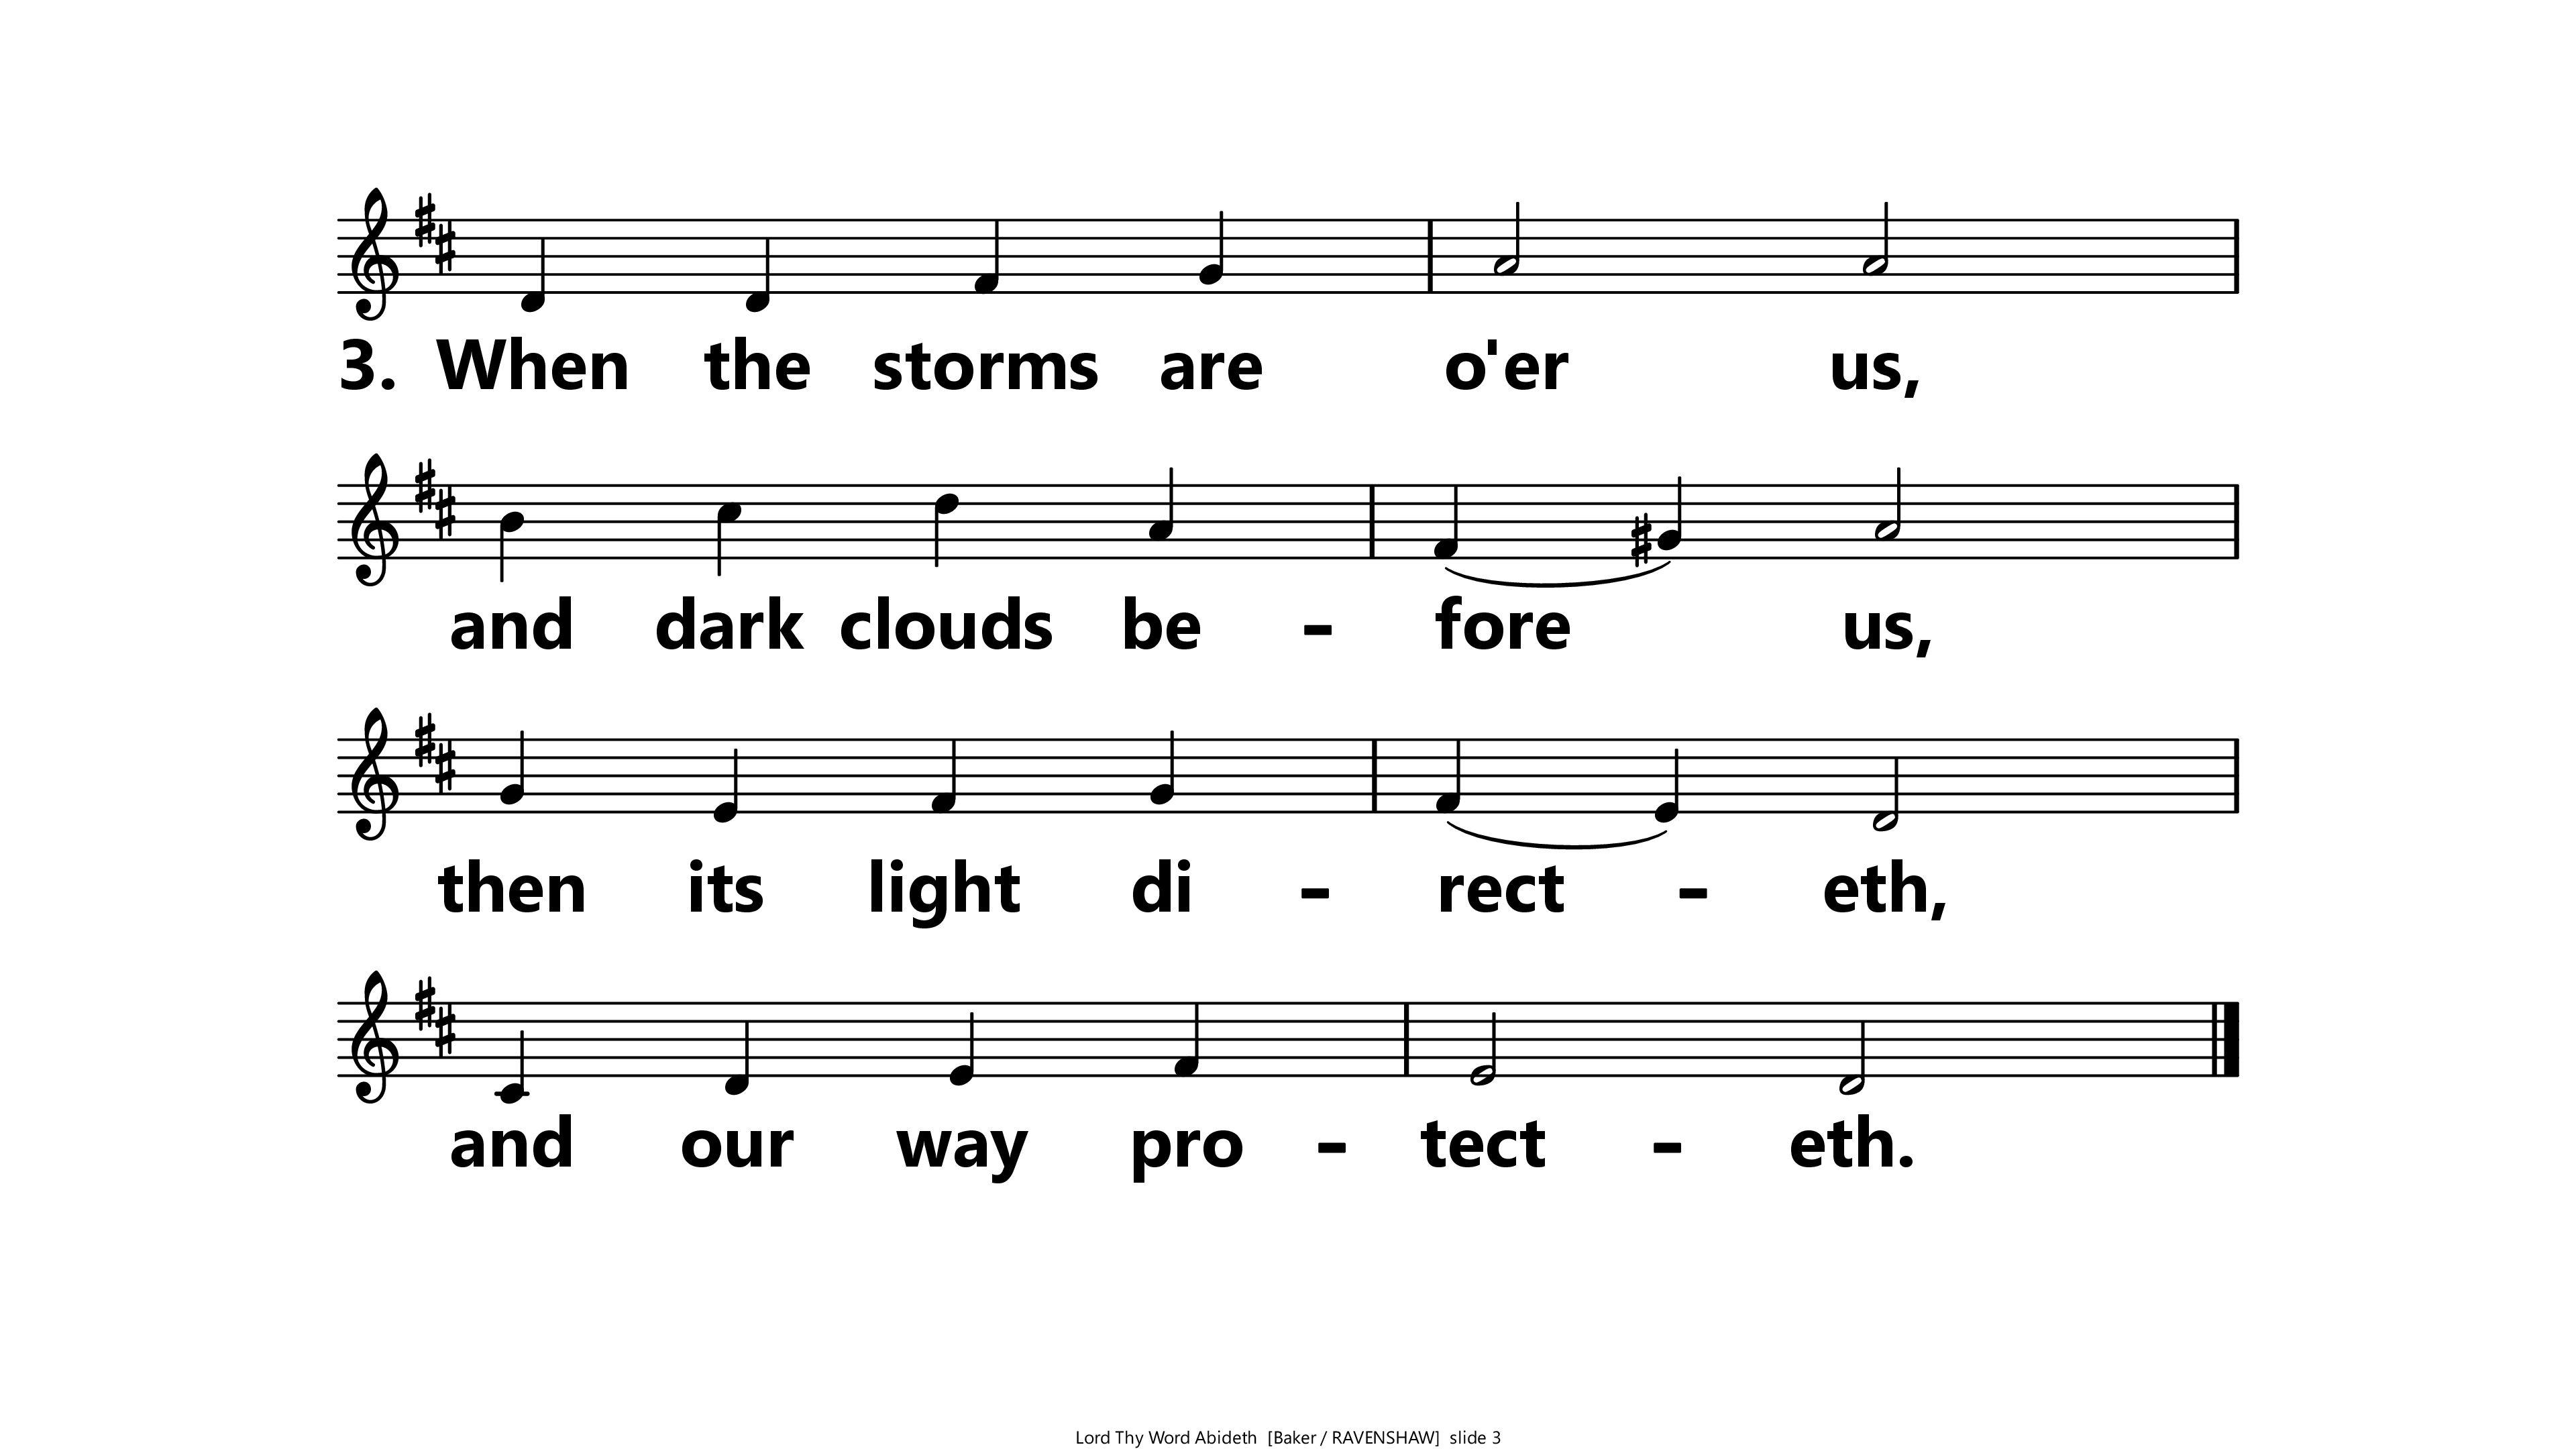 3. When the storms are o'er us,
and dark clouds be - fore us,
then its light di - rect - eth,
and our way pro - tect - eth.
Lord Thy Word Abideth [Baker / RAVENSHAW] slide 3